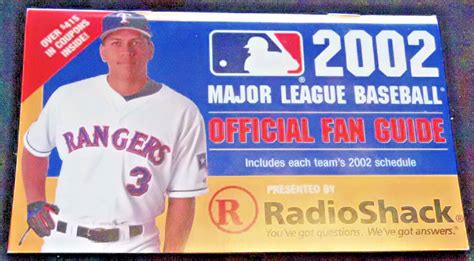 OVER $415
IN COUPONS
INSIDE!
T
RANGERS
3
2002
MAJOR LEAGUE BASEBALL®
OFFICIAL FAN GUIDE
Includes each team's 2002 schedule
PRESENTED BY
R RadioShack®
You've got questions. We've got answers.®